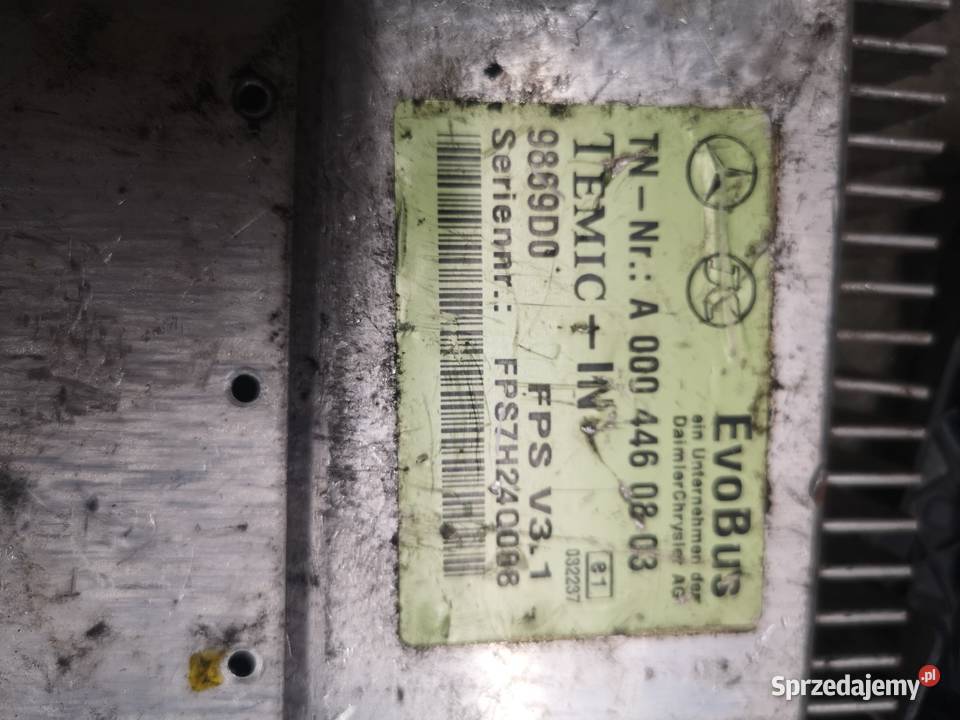 EvoBus
ein Unternehmen der
DaimlerChrysler AG
TN-Nr.: A 000 446 08 03
TEMIC + IN
e1
032237
9869D0 FPS V3.1
Seriennr.: FPS7H240008
Sprzedajemy.pl